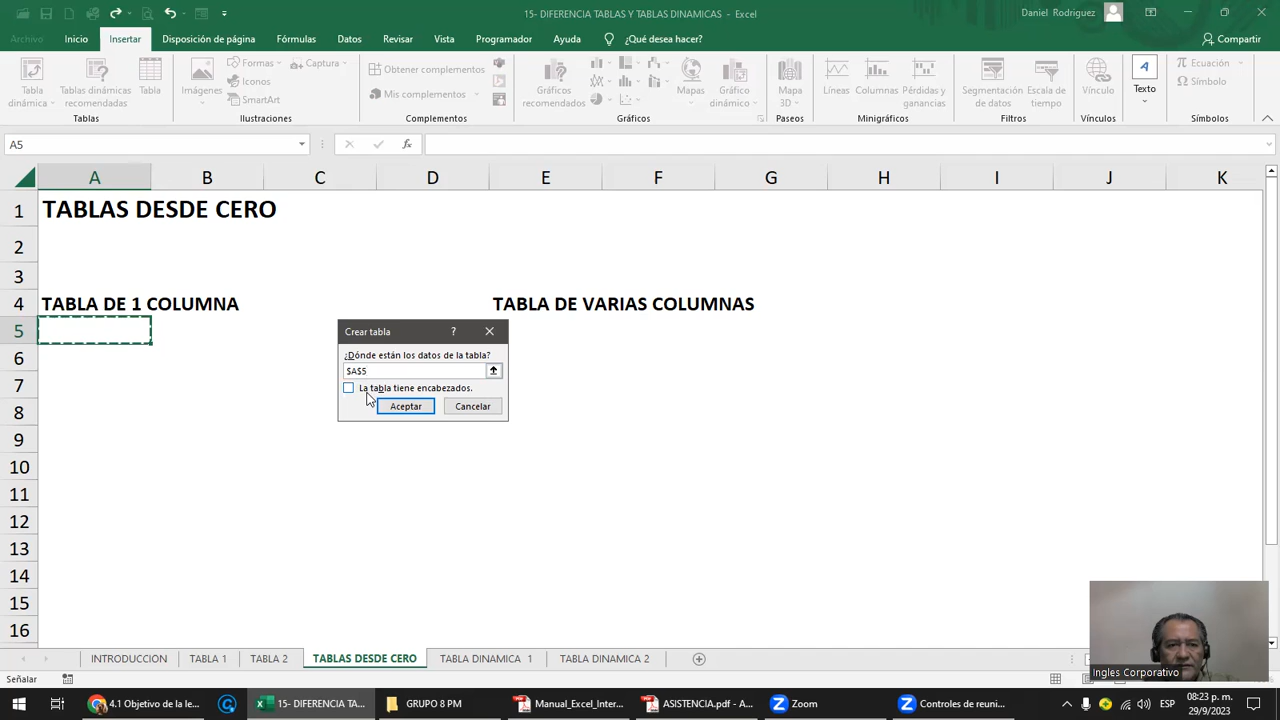 15- DIFERENCIA TABLAS Y TABLAS DINAMICAS - Excel
Daniel Rodriguez
Archivo Inicio Insertar Disposición de página Fórmulas Datos Revisar Vista Programador Ayuda ¿Qué desea hacer? Compartir
Tabla dinámica
Tablas dinámicas recomendadas
Tabla
Tablas
Imágenes
Formas
Iconos
SmartArt
Captura
Ilustraciones
Obtener complementos
Mis complementos
Complementos
Gráficos recomendados
Mapas
Gráfico dinámico
Gráficos
Mapa 3D
Paseos
Líneas
Columnas
Pérdidas y ganancias
Minigráficos
Segmentación de datos
Escala de tiempo
Filtros
Vínculo
Vínculos
Texto
Ecuación
Símbolo
Símbolos
A5
fx
A B C D E F G H I J K
1 TABLAS DESDE CERO
2
3
4 TABLA DE 1 COLUMNA TABLA DE VARIAS COLUMNAS
5
6
7
8
9
10
11
12
13
14
15
16
Crear tabla ?
¿Dónde están los datos de la tabla?
$A$5
La tabla tiene encabezados.
Aceptar Cancelar
Ingles Corporativo
INTRODUCCION TABLA 1 TABLA 2 TABLAS DESDE CERO TABLA DINAMICA 1 TABLA DINAMICA 2
Señalar
4.1 Objetivo de la le...
15- DIFERENCIA TA...
GRUPO 8 PM
Manual_Excel_Inter...
ASISTENCIA.pdf - A...
Zoom
Controles de reuni...
ESP
08:23 p. m.
29/9/2023